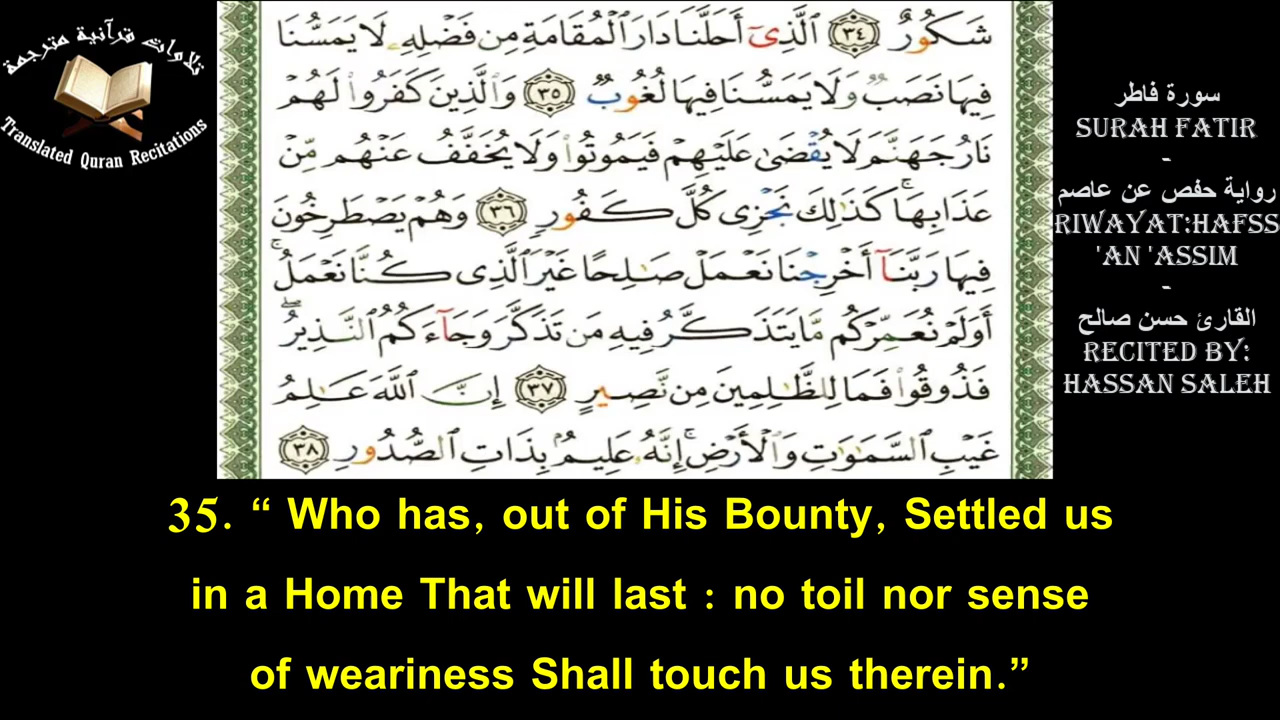 تلاوات قرآنية مترجمة
Translated Quran Recitations
شَكُورٌ ٣٤ ٱلَّذِىٓ أَحَلَّنَا دَارَ ٱلْمُقَامَةِ مِن فَضْلِهِۦ لَا يَمَسُّنَا
فِيهَا نَصَبٌ وَلَا يَمَسُّنَا فِيهَا لُغُوبٌ ٣٥ وَٱلَّذِينَ كَفَرُوا۟ لَهُمْ
نَارُ جَهَنَّمَ لَا يُقْضَىٰ عَلَيْهِمْ فَيَمُوتُوا۟ وَلَا يُخَفَّفُ عَنْهُم مِّنْ
عَذَابِهَا ۚ كَذَٰلِكَ نَجْزِى كُلَّ كَفُورٍ ٣٦ وَهُمْ يَصْطَرِخُونَ
فِيهَا رَبَّنَآ أَخْرِجْنَا نَعْمَلْ صَـٰلِحًا غَيْرَ ٱلَّذِى كُنَّا نَعْمَلُ ۚ
أَوَلَمْ نُعَمِّرْكُم مَّا يَتَذَكَّرُ فِيهِ مَن تَذَكَّرَ وَجَآءَكُمُ ٱلنَّذِيرُ ۖ
فَذُوقُوا۟ فَمَا لِلظَّـٰلِمِينَ مِن نَّصِيرٍ ٣٧ إِنَّ ٱللَّهَ عَـٰلِمُ
غَيْبِ ٱلسَّمَـٰوَٰتِ وَٱلْأَرْضِ ۚ إِنَّهُۥ عَلِيمٌۢ بِذَاتِ ٱلصُّدُورِ ٣٨
سورة فاطر
SURAH FATIR
-
رواية حفص عن عاصم
RIWAYAT:HAFSS
'AN 'ASSIM
-
القارئ حسن صالح
RECITED BY:
HASSAN SALEH
35. “ Who has, out of His Bounty, Settled us
in a Home That will last : no toil nor sense
of weariness Shall touch us therein.”